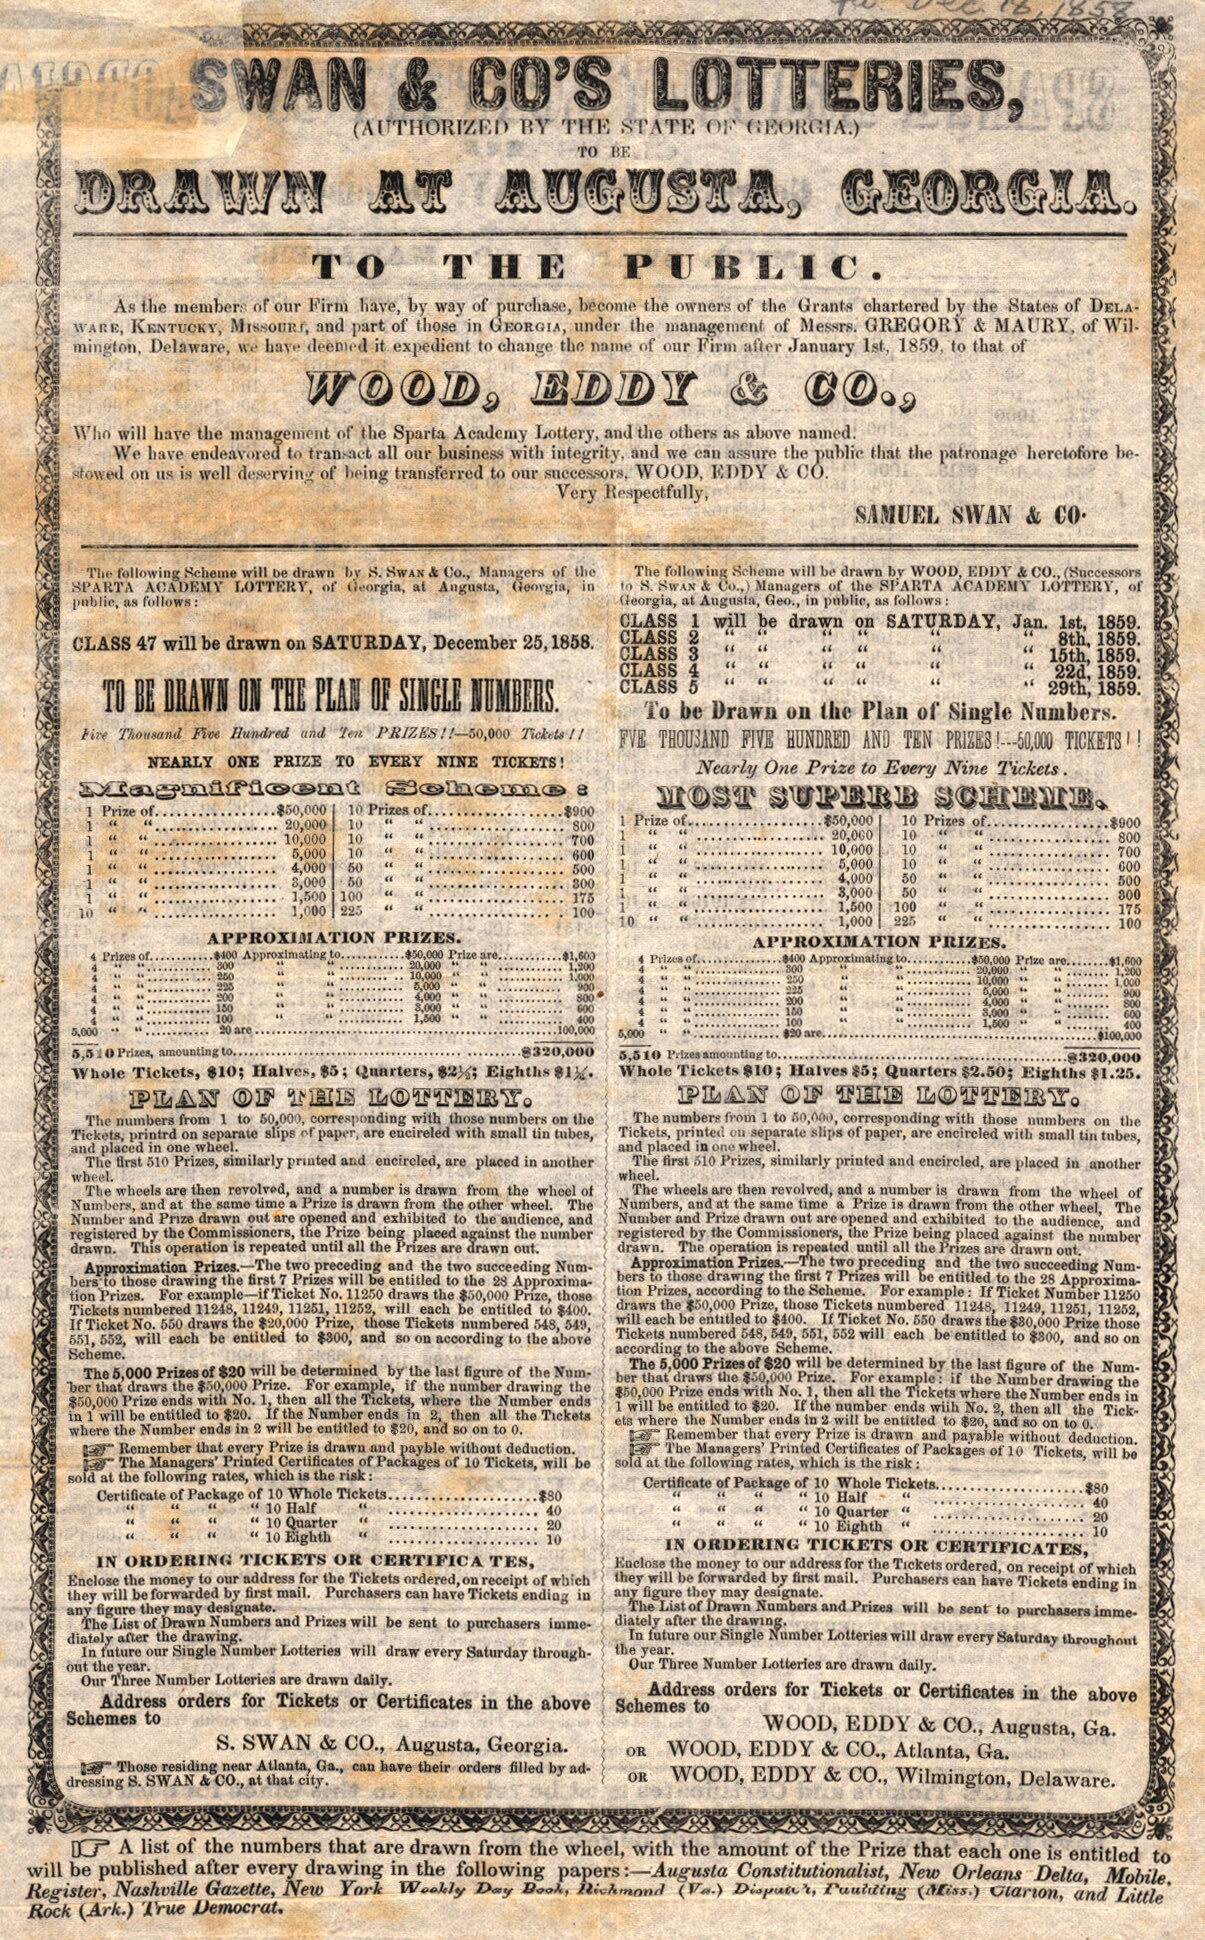 Dec 18, 1858
SWAN & CO'S LOTTERIES,
(AUTHORIZED BY THE STATE OF GEORGIA.)
TO BE
DRAWN AT AUGUSTA, GEORGIA.
TO THE PUBLIC.
As the members of our Firm have, by way of purchase, become the owners of the Grants chartered by the States of DELA-
WARE, KENTUCKY, MISSOURI, and part of those in GEORGIA, under the management of Messrs. GREGORY & MAURY, of Wil-
mington, Delaware, we have deemed it expedient to change the name of our Firm after January 1st, 1859, to that of
WOOD, EDDY & CO.,
Who will have the management of the Sparta Academy Lottery, and the others as above named.
We have endeavored to transact all our business with integrity, and we can assure the public that the patronage heretofore be-
stowed on us is well deserving of being transferred to our successors, WOOD, EDDY & CO.
Very Respectfully,
SAMUEL SWAN & CO.
The following Scheme will be drawn by S. SWAN & Co., Managers of the
SPARTA ACADEMY LOTTERY, of Georgia, at Augusta, Georgia, in
public, as follows:
CLASS 47 will be drawn on SATURDAY, December 25, 1858.
TO BE DRAWN ON THE PLAN OF SINGLE NUMBERS.
Five Thousand Five Hundred and Ten PRIZES!!—50,000 Tickets!!
NEARLY ONE PRIZE TO EVERY NINE TICKETS!
Magnificent Scheme:
1 Prize of..............$50,000 | 10 Prizes of..............$900
1 “ “ .............. 20,000 | 10 “ “ .............. 800
1 “ “ .............. 10,000 | 10 “ “ .............. 700
1 “ “ .............. 5,000 | 10 “ “ .............. 600
1 “ “ .............. 4,000 | 50 “ “ .............. 500
1 “ “ .............. 3,000 | 50 “ “ .............. 300
1 “ “ .............. 1,500 | 100 “ “ .............. 175
10 “ “ .............. 1,000 | 225 “ “ .............. 100
APPROXIMATION PRIZES.
4 Prizes of..........$400 Approximating to..........$50,000 Prize are..........$1,600
4 “ “ .......... 300 “ “ .......... 20,000 “ “ .......... 1,200
4 “ “ .......... 250 “ “ .......... 10,000 “ “ .......... 1,000
4 “ “ .......... 225 “ “ .......... 5,000 “ “ .......... 900
4 “ “ .......... 200 “ “ .......... 4,000 “ “ .......... 800
4 “ “ .......... 150 “ “ .......... 3,000 “ “ .......... 600
4 “ “ .......... 100 “ “ .......... 1,500 “ “ .......... 400
5,000 “ “ .......... 20 are ..........100,000
5,510 Prizes, amounting to..........$320,000
Whole Tickets, $10; Halves, $5; Quarters, $2½; Eighths $1¼.
PLAN OF THE LOTTERY.
The numbers from 1 to 50,000, corresponding with those numbers on the
Tickets, printrd on separate slips of paper, are encireled with small tin tubes,
and placed in one wheel.
The first 510 Prizes, similarly printed and encircled, are placed in another
wheel.
The wheels are then revolved, and a number is drawn from the wheel of
Numbers, and at the same time a Prize is drawn from the other wheel. The
Number and Prize drawn out are opened and exhibited to the audience, and
registered by the Commissioners, the Prize being placed against the number
drawn. This operation is repeated until all the Prizes are drawn out.
Approximation Prizes.—The two preceding and the two succeeding Num-
bers to those drawing the first 7 Prizes will be entitled to the 28 Approxima-
tion Prizes. For example—if Ticket No. 11250 draws the $50,000 Prize, those
Tickets numbered 11248, 11249, 11251, 11252, will each be entitled to $400.
If Ticket No. 550 draws the $20,000 Prize, those Tickets numbered 548, 549,
551, 552, will each be entitled to $300, and so on according to the above
Scheme.
The 5,000 Prizes of $20 will be determined by the last figure of the Num-
ber that draws the $50,000 Prize. For example, if the number drawing the
$50,000 Prize ends with No. 1, then all the Tickets, where the Number ends
in 1 will be entitled to $20. If the Number ends in 2, then all the Tickets
where the Number ends in 2 will be entitled to $20, and so on to 0.
☞ Remember that every Prize is drawn and payble without deduction.
☞ The Managers' Printed Certificates of Packages of 10 Tickets, will be
sold at the following rates, which is the risk:
Certificate of Package of 10 Whole Tickets..............$80
“ “ “ “ 10 Half “ .............. 40
“ “ “ “ 10 Quarter “ .............. 20
“ “ “ “ 10 Eighth “ .............. 10
IN ORDERING TICKETS OR CERTIFICA TES,
Enclose the money to our address for the Tickets ordered, on receipt of which
they will be forwarded by first mail. Purchasers can have Tickets ending in
any figure they may designate.
The List of Drawn Numbers and Prizes will be sent to purchasers imme-
diately after the drawing.
In future our Single Number Lotteries will draw every Saturday through-
out the year.
Our Three Number Lotteries are drawn daily.
Address orders for Tickets or Certificates in the above
Schemes to
S. SWAN & CO., Augusta, Georgia.
☞ Those residing near Atlanta, Ga., can have their orders filled by ad-
dressing S. SWAN & CO., at that city.
The following Scheme will be drawn by WOOD, EDDY & CO., (Successors
to S. SWAN & Co.,) Managers of the SPARTA ACADEMY LOTTERY, of
Georgia, at Augusta, Geo., in public, as follows:
CLASS 1 will be drawn on SATURDAY, Jan. 1st, 1859.
CLASS 2 “ “ “ “ “ “ 8th, 1859.
CLASS 3 “ “ “ “ “ “ 15th, 1859.
CLASS 4 “ “ “ “ “ “ 22d, 1859.
CLASS 5 “ “ “ “ “ “ 29th, 1859.
To be Drawn on the Plan of Single Numbers.
FVE THOUSAND FIVE HUNDRED AND TEN PRIZES!---50,000 TICKETS!!
Nearly One Prize to Every Nine Tickets.
MOST SUPERB SCHEME.
1 Prize of..............$50,000 | 10 Prizes of..............$900
1 “ “ .............. 20,000 | 10 “ “ .............. 800
1 “ “ .............. 10,000 | 10 “ “ .............. 700
1 “ “ .............. 5,000 | 10 “ “ .............. 600
1 “ “ .............. 4,000 | 50 “ “ .............. 500
1 “ “ .............. 3,000 | 50 “ “ .............. 300
1 “ “ .............. 1,500 | 100 “ “ .............. 175
10 “ “ .............. 1,000 | 225 “ “ .............. 100
APPROXIMATION PRIZES.
4 Prizes of..........$400 Approximating to..........$50,000 Prize are..........$1,600
4 “ “ .......... 300 “ “ .......... 20,000 “ “ .......... 1,200
4 “ “ .......... 250 “ “ .......... 10,000 “ “ .......... 1,000
4 “ “ .......... 225 “ “ .......... 5,000 “ “ .......... 900
4 “ “ .......... 200 “ “ .......... 4,000 “ “ .......... 800
4 “ “ .......... 150 “ “ .......... 3,000 “ “ .......... 600
4 “ “ .......... 100 “ “ .......... 1,500 “ “ .......... 400
5,000 “ “ .......... $20 are..........$100,000
5,510 Prizes amounting to..........$320,000
Whole Tickets $10; Halves $5; Quarters $2.50; Eighths $1.25.
PLAN OF THE LOTTERY.
The numbers from 1 to 50,000, corresponding with those numbers on the
Tickets, printed on separate slips of paper, are encircled with small tin tubes,
and placed in one wheel.
The first 510 Prizes, similarly printed and encircled, are placed in another
wheel.
The wheels are then revolved, and a number is drawn from the wheel of
Numbers, and at the same time a Prize is drawn from the other wheel, The
Number and Prize drawn out are opened and exhibited to the audience, and
registered by the Commissioners, the Prize being placed against the number
drawn. The operation is repeated until all the Prizes are drawn out.
Approximation Prizes.—The two preceding and the two succeeding Num-
bers to those drawing the first 7 Prizes will be entitled to the 28 Approxima-
tion Prizes, according to the Scheme. For example: If Ticket Number 11250
draws the $50,000 Prize, those Tickets numbered 11248, 11249, 11251, 11252,
will each be entitled to $400. If Ticket No. 550 draws the $30,000 Prize those
Tickets numbered 548, 549, 551, 552 will each be entitled to $300, and so on
according to the above Scheme.
The 5,000 Prizes of $20 will be determined by the last figure of the Num-
ber that draws the $50,000 Prize. For example: if the Number drawing the
$50,000 Prize ends with No. 1, then all the Tickets where the Number ends in
1 will be entitled to $20. If the number ends wiih No. 2, then all the Tick-
ets where the Number ends in 2 will be entitled to $20, and so on to 0.
☞ Remember that every Prize is drawn and payable without deduction.
☞ The Managers' Printed Certificates of Packages of 10 Tickets, will be
sold at the following rates, which is the risk:
Certificate of Package of 10 Whole Tickets..............$80
“ “ “ “ 10 Half “ .............. 40
“ “ “ “ 10 Quarter “ .............. 20
“ “ “ “ 10 Eighth “ .............. 10
IN ORDERING TICKETS OR CERTIFICATES,
Enclose the money to our address for the Tickets ordered, on receipt of which
they will be forwarded by first mail. Purchasers can have Tickets ending in
any figure they may designate.
The List of Drawn Numbers and Prizes will be sent to purchasers imme-
diately after the drawing.
In future our Single Number Lotteries will draw every Saturday throughout
the year.
Our Three Number Lotteries are drawn daily.
Address orders for Tickets or Certificates in the above
Schemes to
WOOD, EDDY & CO., Augusta, Ga.
OR WOOD, EDDY & CO., Atlanta, Ga.
OR WOOD, EDDY & CO., Wilmington, Delaware.
☞ A list of the numbers that are drawn from the wheel, with the amount of the Prize that each one is entitled to
will be published after every drawing in the following papers:—Augusta Constitutionalist, New Orleans Delta, Mobile,
Register, Nashville Gazette, New York Weekly Day Book, Richmond (Va.) Dispatch, Paulding (Miss.) Clarion, and Little
Rock (Ark.) True Democrat.